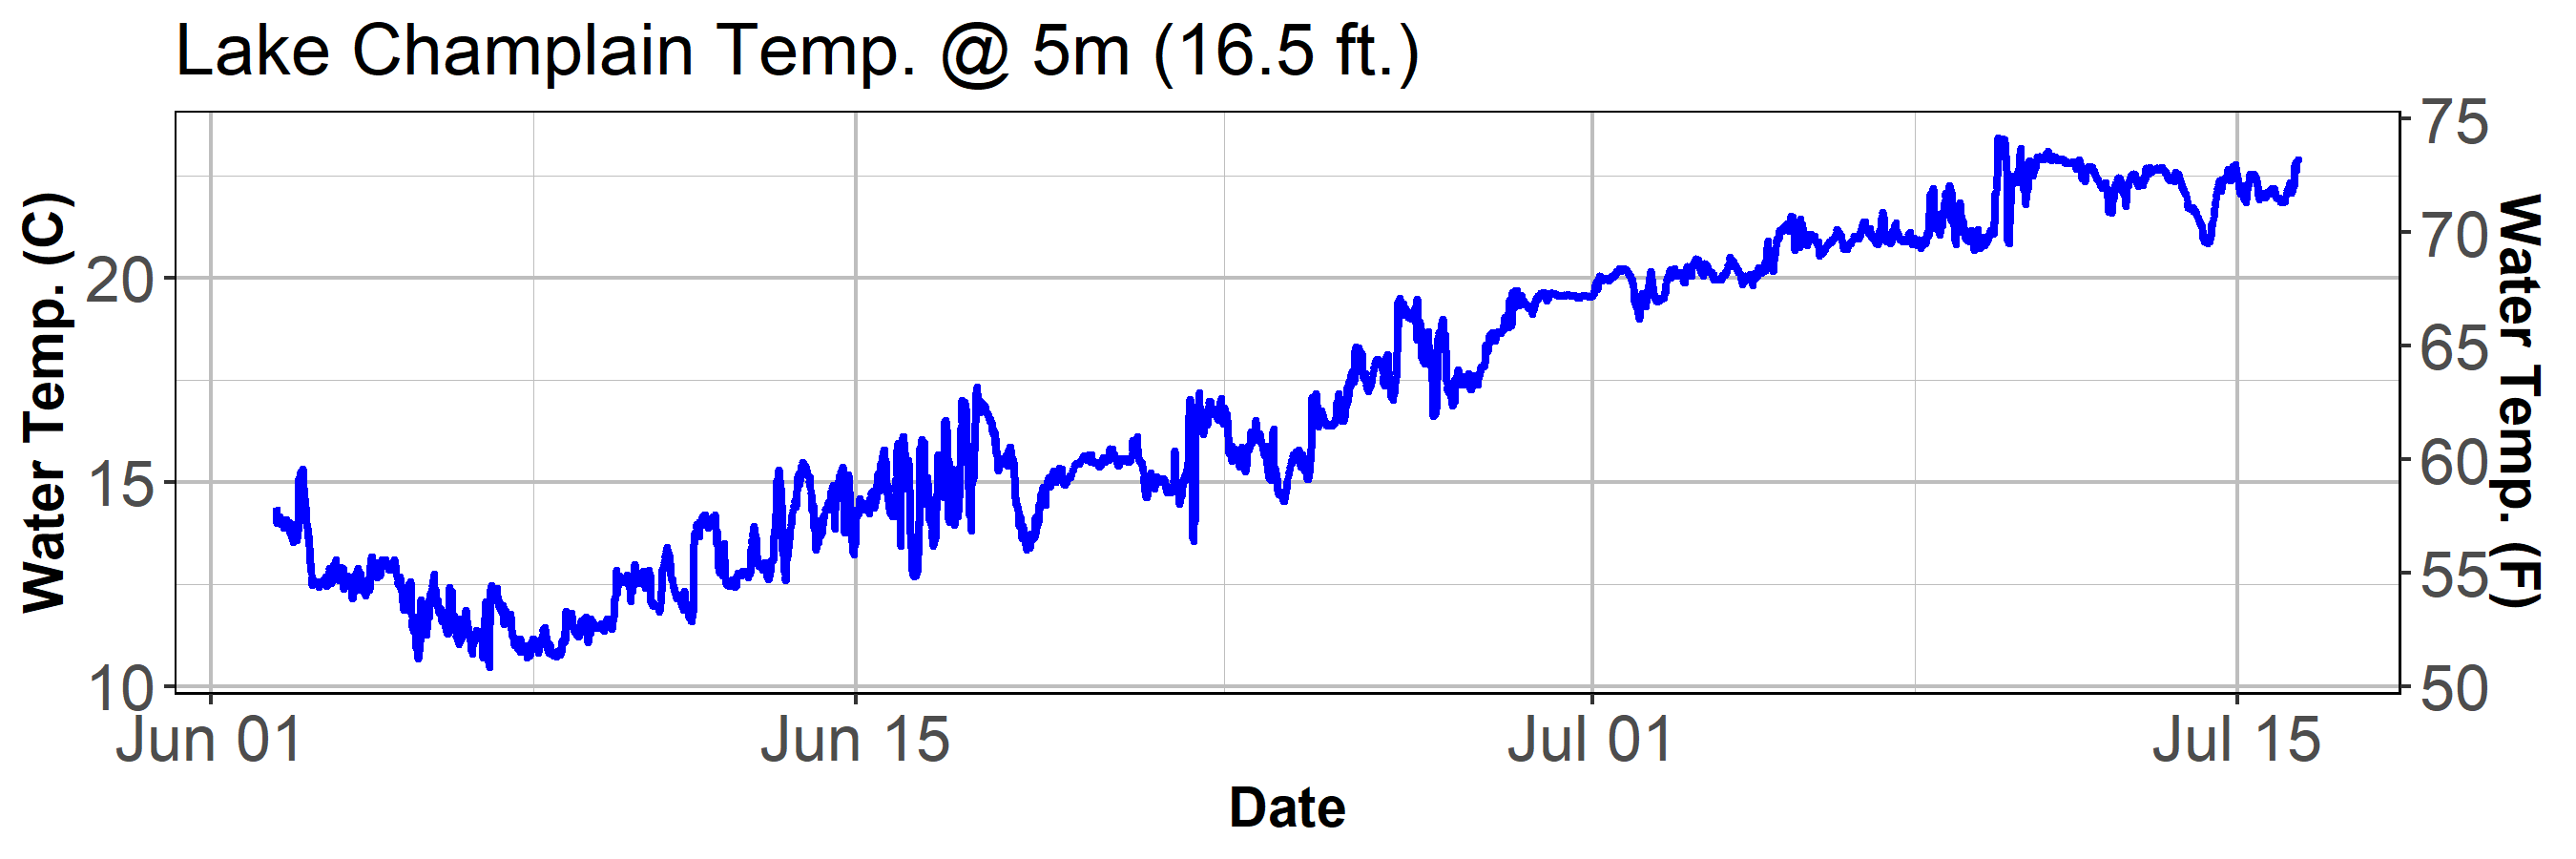 Lake Champlain Temp. @ 5m (16.5 ft.)
Water Temp. (C)
20
15
10
75
70
65
60
55
50
Water Temp. (F)
Jun 01
Jun 15
Jul 01
Jul 15
Date